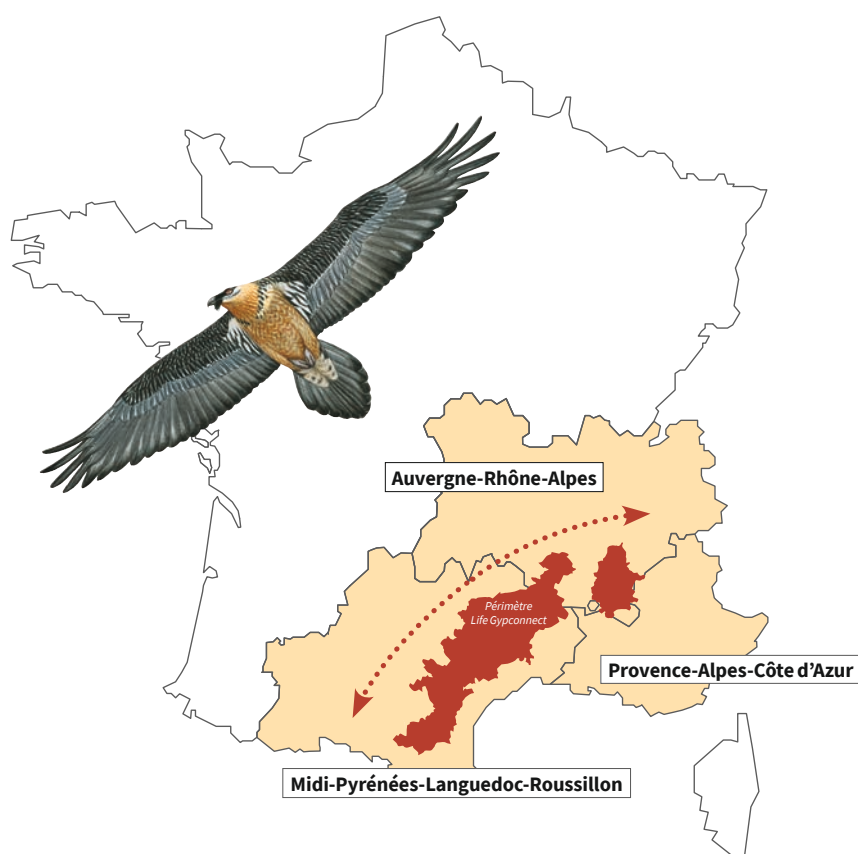 Auvergne-Rhône-Alpes
Périmètre
Life Gypconnect
Provence-Alpes-Côte d'Azur
Midi-Pyrénées-Languedoc-Roussillon